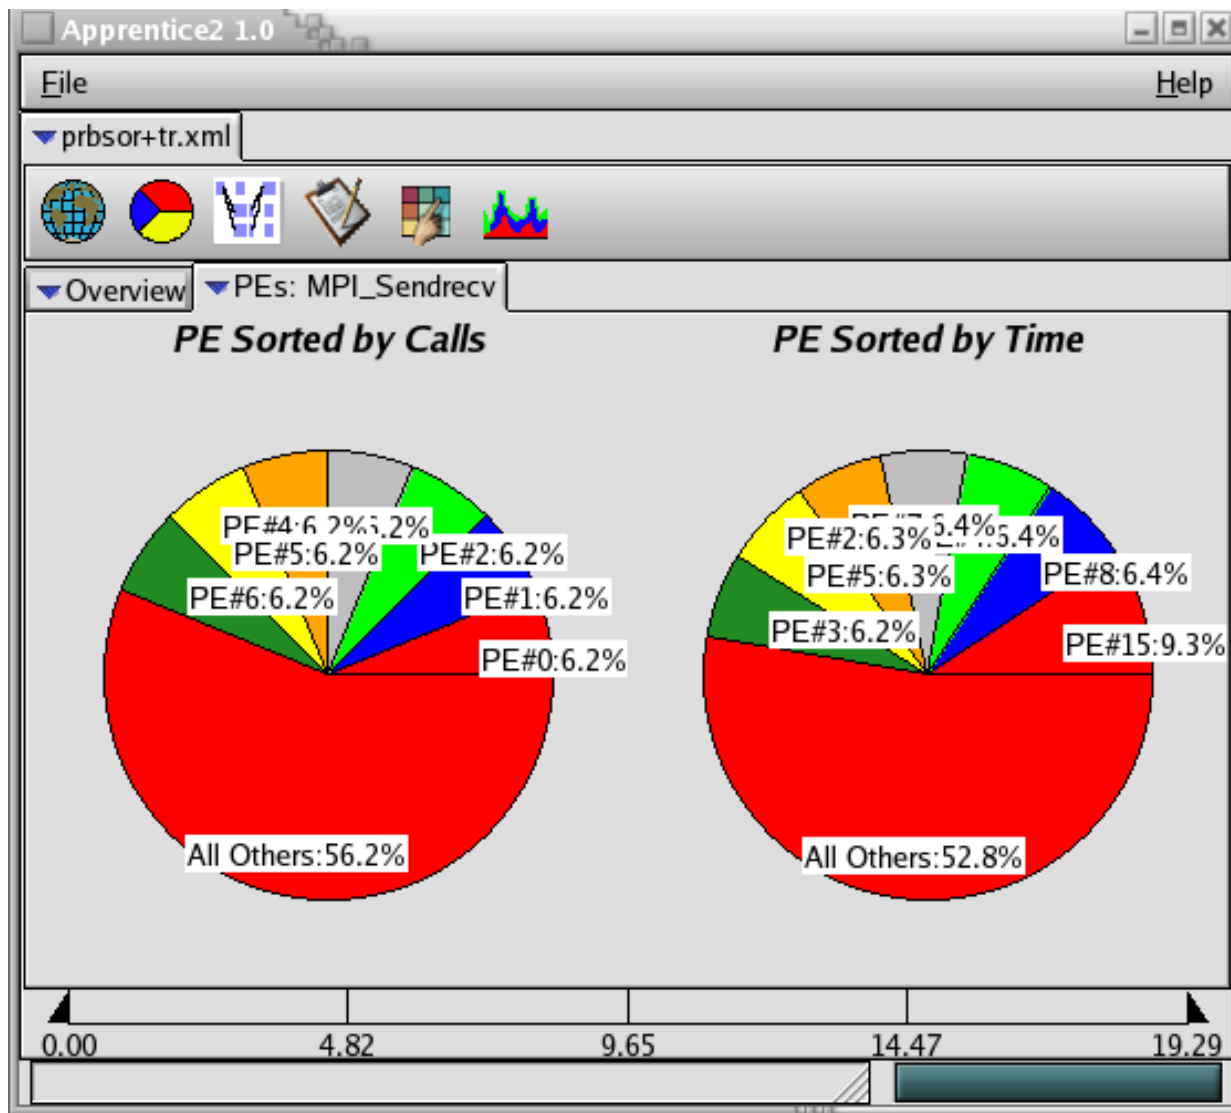 Apprentice2 1.0
File Help
prbsor+tr.xml
Overview PEs: MPI_Sendrecv
PE Sorted by Calls
PE#4:6.2%
PE#5:6.2%
PE#2:6.2%
PE#6:6.2%
PE#1:6.2%
PE#0:6.2%
All Others:56.2%
PE Sorted by Time
PE#2:6.3%
PE#5:6.3%
PE#8:6.4%
PE#3:6.2%
PE#15:9.3%
All Others:52.8%
0.00 4.82 9.65 14.47 19.29